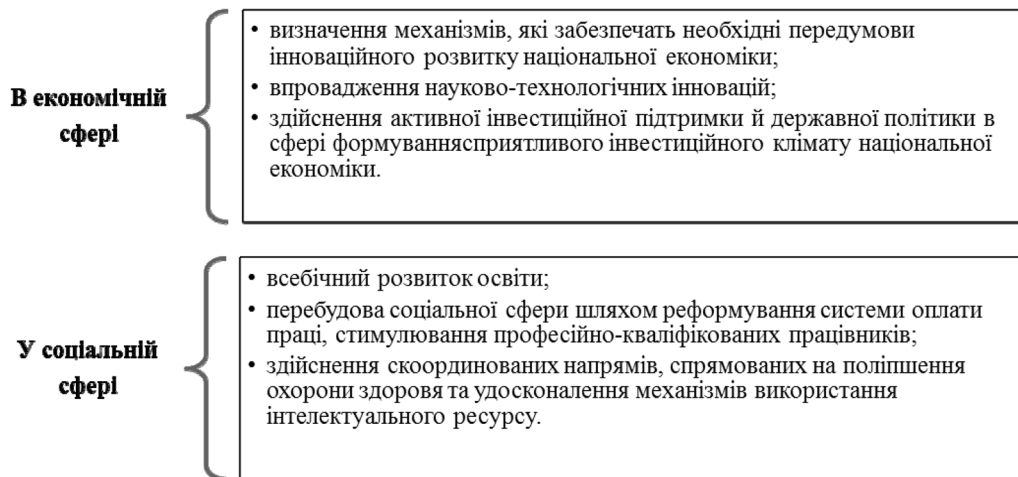 В економічній
сфері
• визначення механізмів, які забезпечать необхідні передумови
інноваційного розвитку національної економіки;
• впровадження науково-технологічних інновацій;
• здійснення активної інвестиційної підтримки й державної політики в
сфері формуваннясприятливого інвестиційного клімату національної
економіки.
У соціальній
сфері
• всебічний розвиток освіти;
• перебудова соціальної сфери шляхом реформування системи оплати
праці, стимулювання професійно-кваліфікованих працівників;
• здійснення скоординованих напрямів, спрямованих на поліпшення
охорони здоровя та удосконалення механізмів використання
інтелектуального ресурсу.